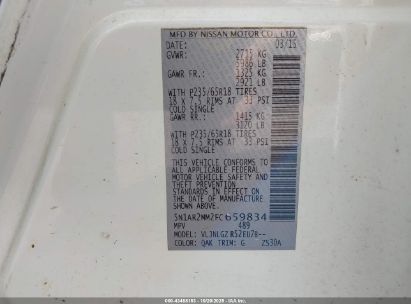 MFD BY NISSAN MOTOR CO., LTD.
DATE: 03/15
GVWR: 2715 KG
5986 LB
GAWR FR.: 1325 KG
2921 LB
WITH P235/65R18 TIRES
18 X 7.5 RIMS AT 33 PSI
COLD SINGLE
GAWR RR.: 1415 KG
3120 LB
WITH P235/65R18 TIRES
18 X 7.5 RIMS AT 33 PSI
COLD SINGLE
THIS VEHICLE CONFORMS TO
ALL APPLICABLE FEDERAL
MOTOR VEHICLE SAFETY AND
THEFT PREVENTION
STANDARDS IN EFFECT ON
THE DATE OF MANUFACTURE
SHOWN ABOVE.
5N1AR2MM2FC659834
MPV 489
MODEL:
COLOR: QAK TRIM: G